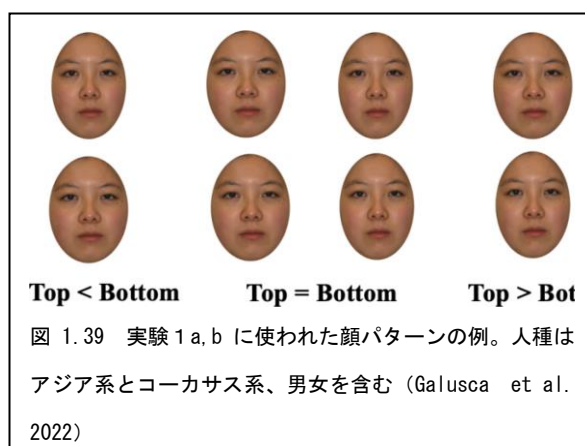 Top < Bottom Top = Bottom Top > Bot
図 1.39 実験１a,b に使われた顔パターンの例。人種は
アジア系とコーカサス系、男女を含む（Galusca et al.
2022）